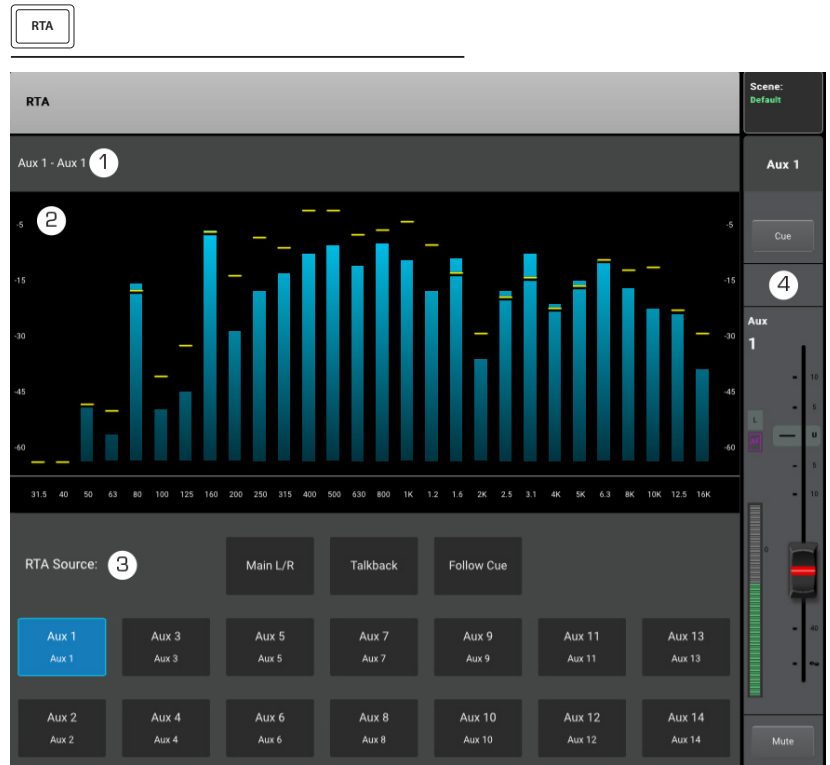 RTA
RTA
Scene:
Default
Aux 1 - Aux 1 1
Aux 1
2
-5 -5
Cue
-15 -15
4
-30 -30
Aux
1
-45 -45
-60 -60
10
5
L
U
5
10
31.5 40 50 63 80 100 125 160 200 250 315 400 500 630 800 1K 1.2 1.6 2K 2.5 3.1 4K 5K 6.3 8K 10K 12.5 16K
RTA Source: 3 Main L/R Talkback Follow Cue
0
40
Aux 1 Aux 3 Aux 5 Aux 7 Aux 9 Aux 11 Aux 13
Aux 1 Aux 3 Aux 5 Aux 7 Aux 9 Aux 11 Aux 13
Aux 2 Aux 4 Aux 6 Aux 8 Aux 10 Aux 12 Aux 14
Aux 2 Aux 4 Aux 6 Aux 8 Aux 10 Aux 12 Aux 14
Mute